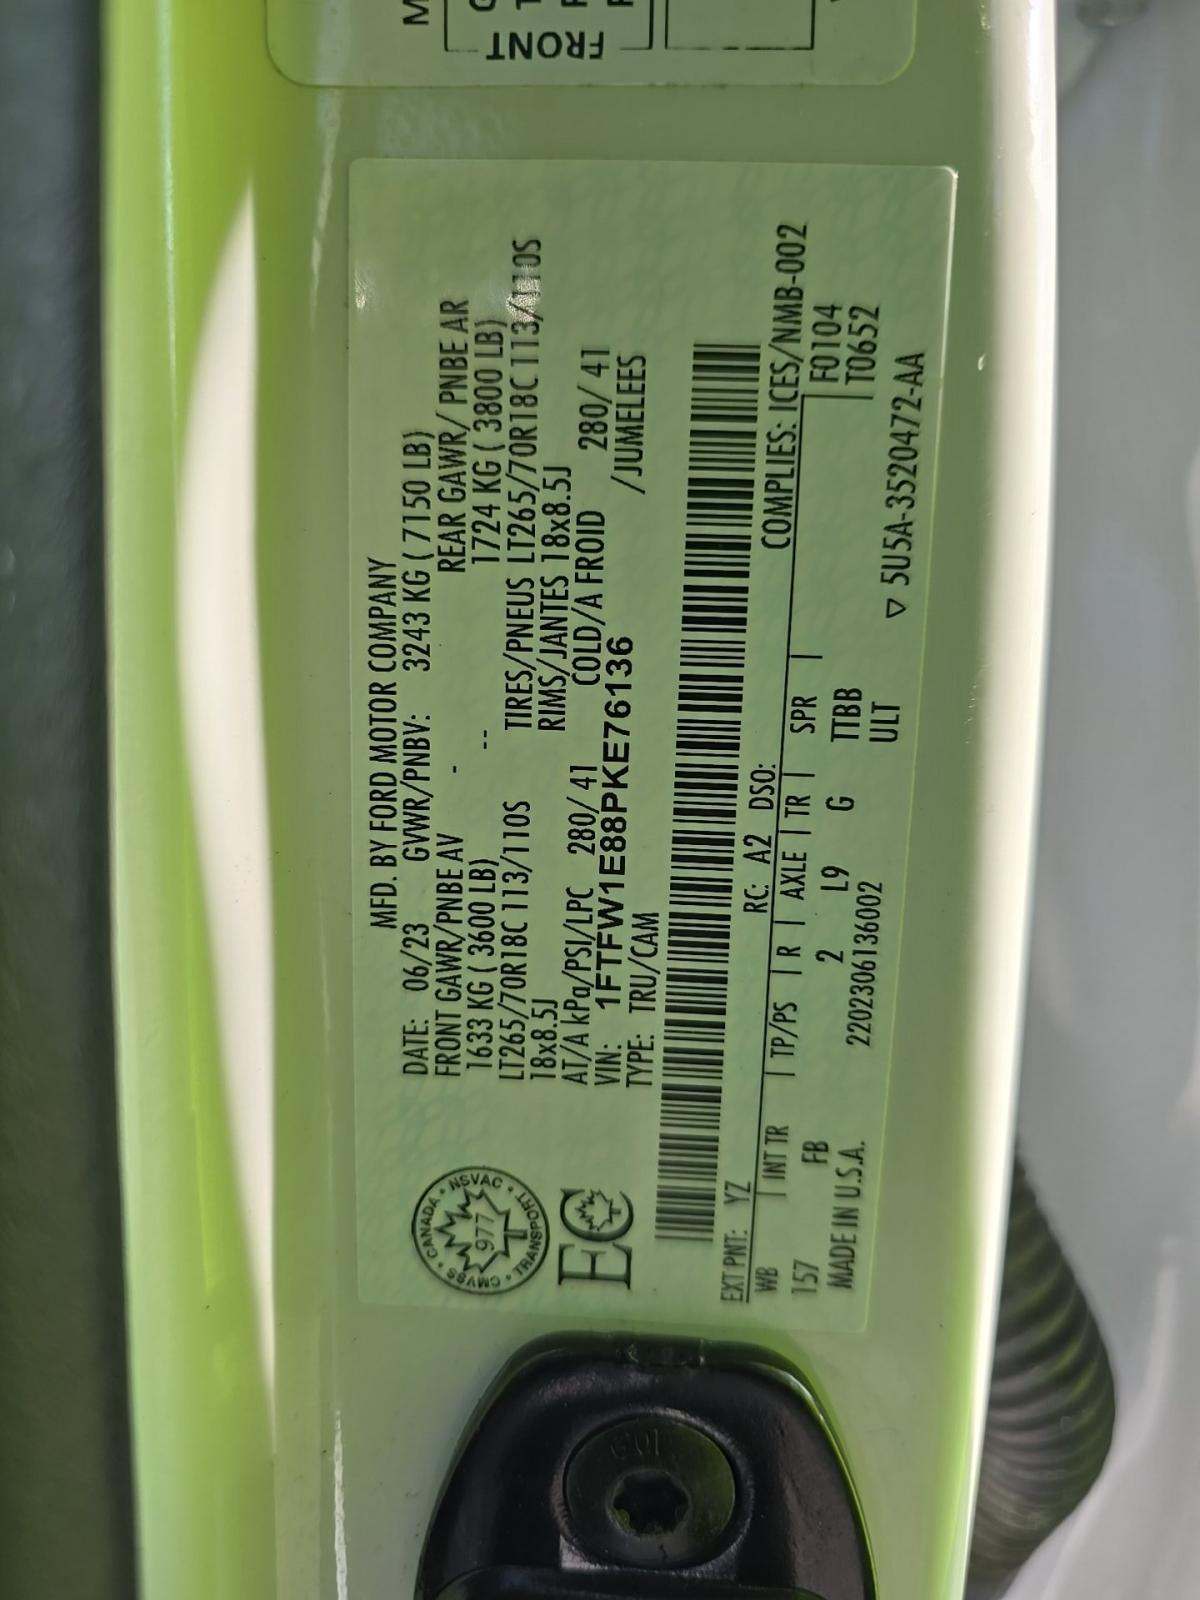 FRONT
MFD. BY FORD MOTOR COMPANY
DATE: 06/23 GVWR/PNBV: 3243 KG ( 7150 LB)
FRONT GAWR/PNBE AV - -- REAR GAWR/ PNBE AR
1633 KG ( 3600 LB) 1724 KG ( 3800 LB)
LT265/70R18C 113/110S TIRES/PNEUS LT265/70R18C113/110S
18x8.5J RIMS/JANTES 18x8.5J
AT/A kPa/PSI/LPC 280/ 41 COLD/A FROID 280/ 41
VIN: 1FTFW1E88PKE76136 /JUMELEES
TYPE: TRU/CAM
CANADA • NSVAC • TRANSPORT • CMVSS •
977
T
EC
EXT PNT: YZ RC: A2 DSO: COMPLIES: ICES/NMB-002
WB | INT TR | TP/PS | R | AXLE | TR | SPR | F0104
157 FB 2 L9 G TTBB T0652
MADE IN U.S.A. 2202306136002 ULT
▽ 5U5A-3520472-AA
10.9